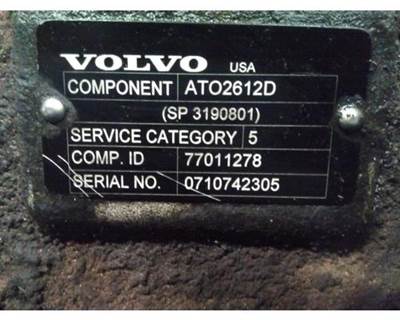 VOLVO USA
COMPONENT ATO2612D
(SP 3190801)
SERVICE CATEGORY 5
COMP. ID 77011278
SERIAL NO. 0710742305